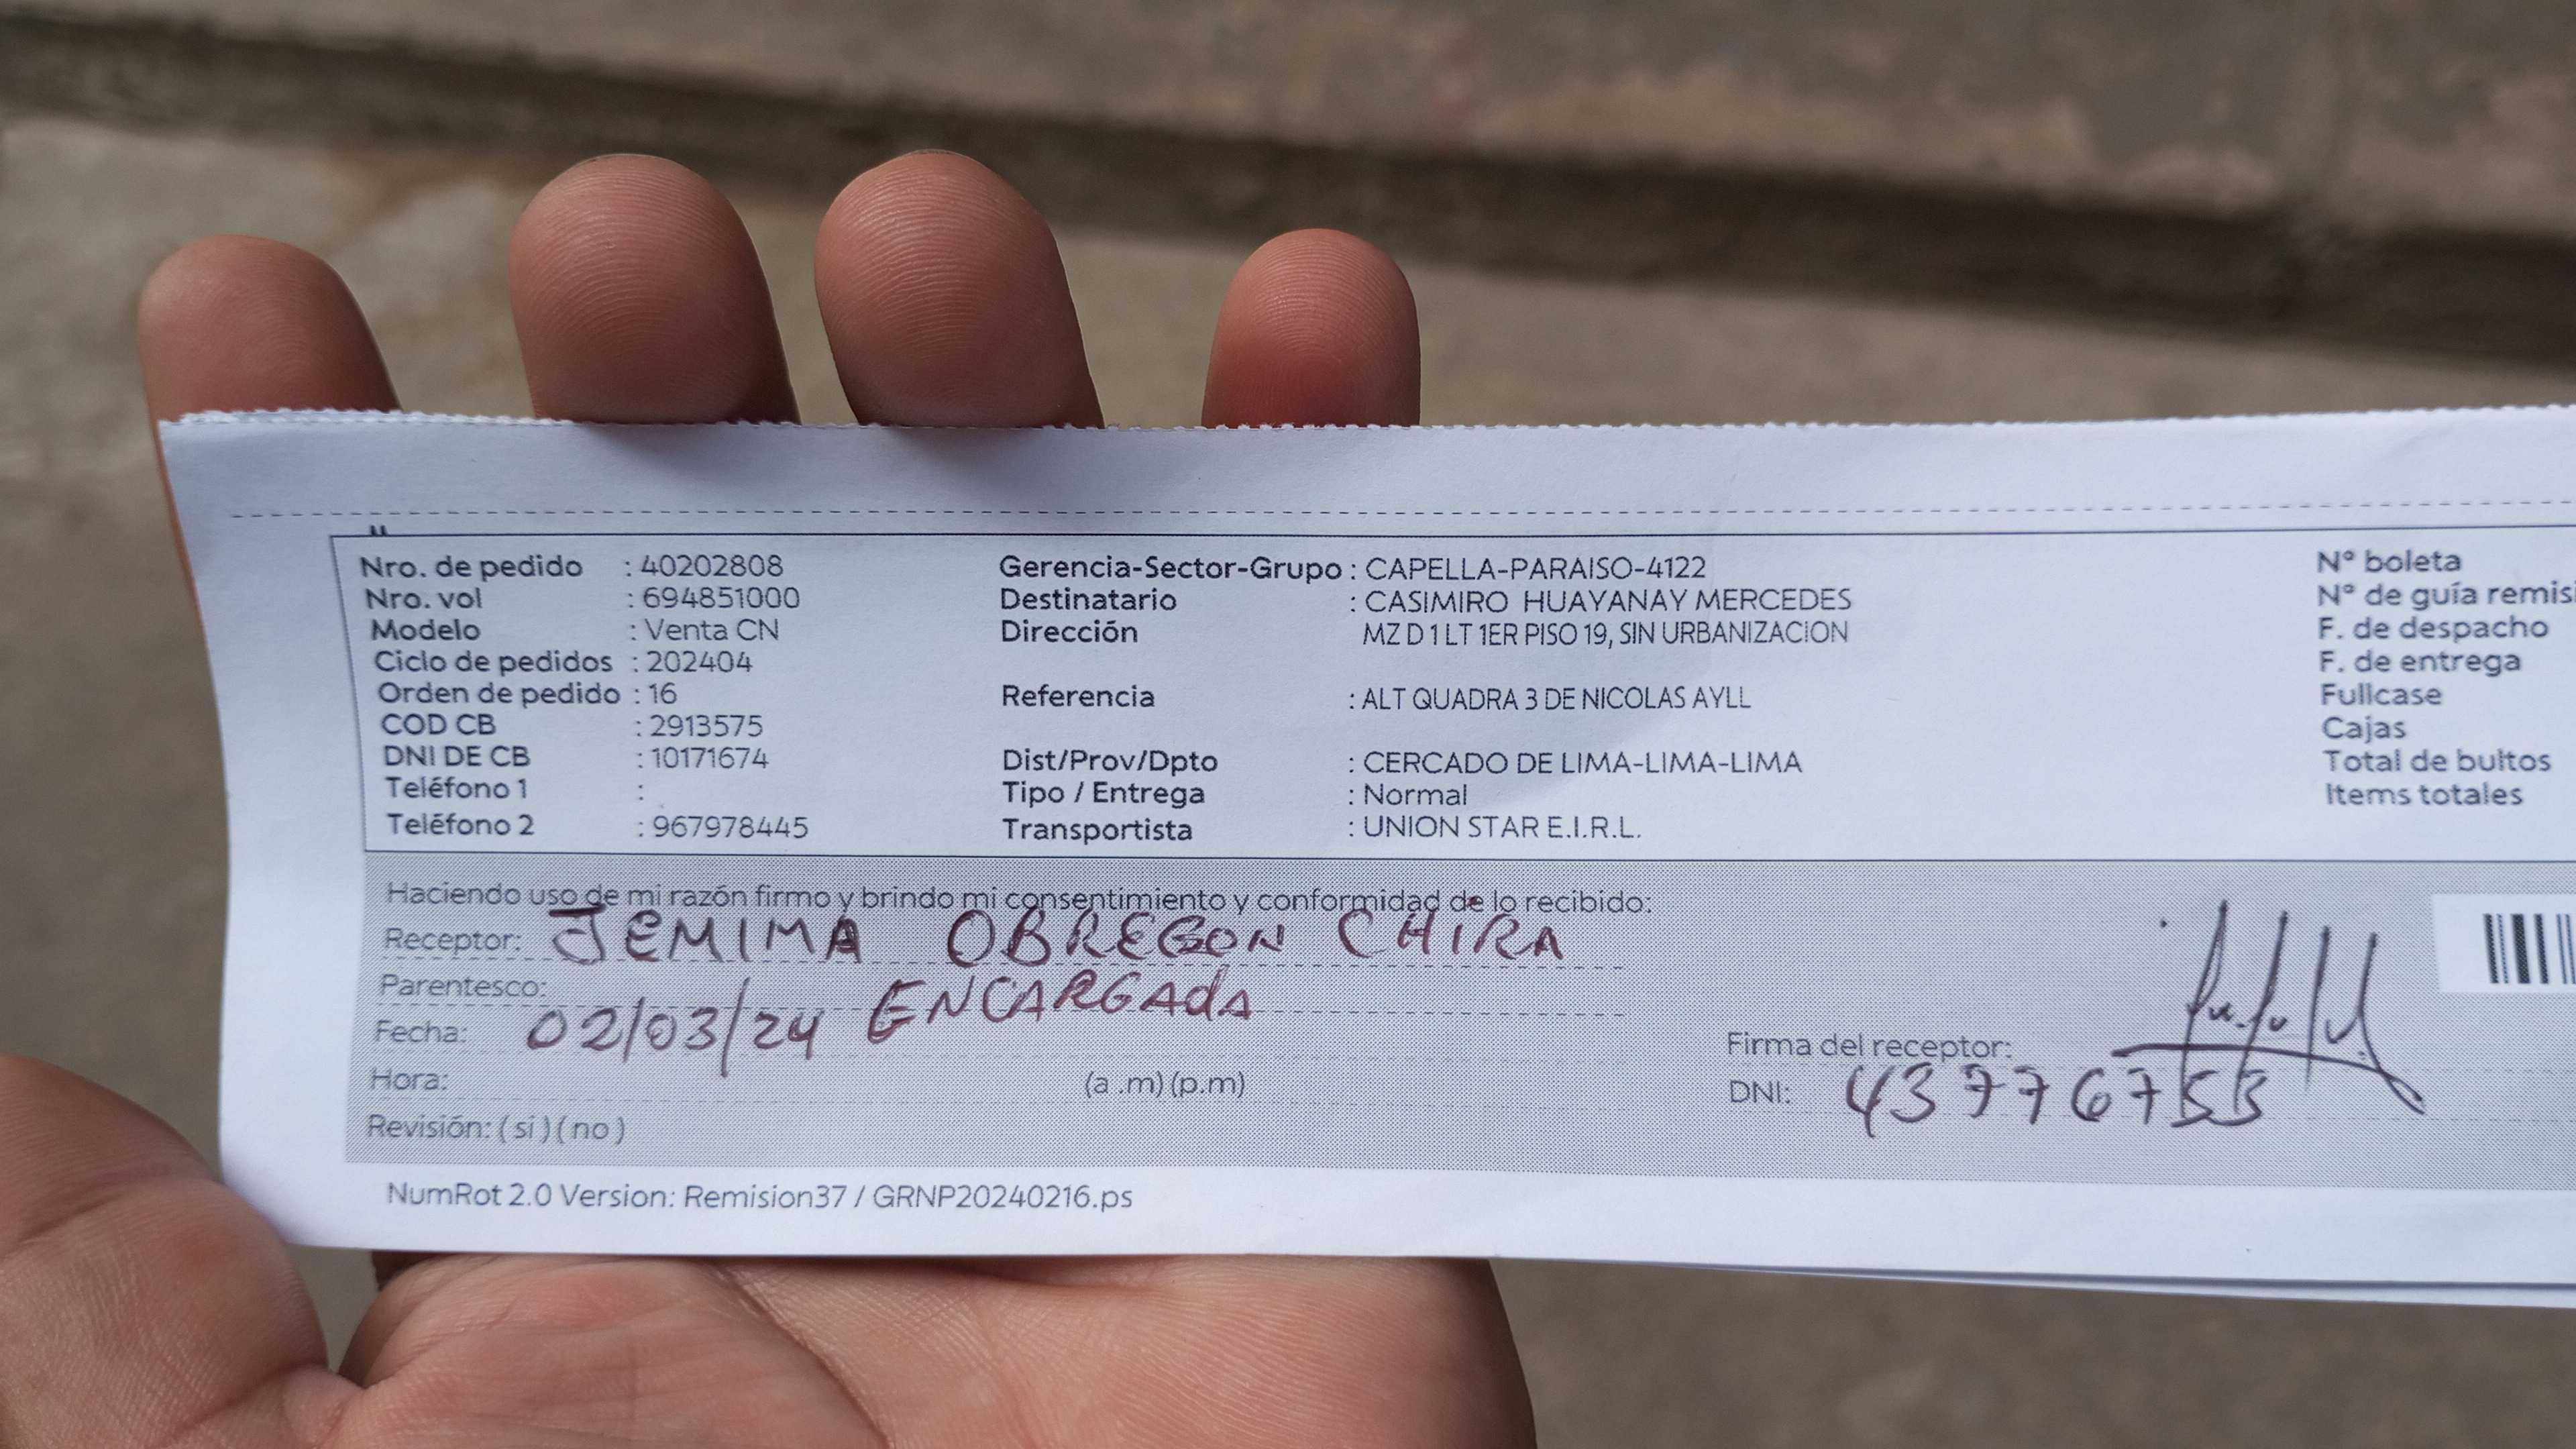 Nro. de pedido : 40202808 Gerencia-Sector-Grupo : CAPELLA-PARAISO-4122 Nº boleta
Nro. vol : 694851000 Destinatario : CASIMIRO HUAYANAY MERCEDES Nº de guía remisi
Modelo : Venta CN Dirección MZ D 1 LT 1ER PISO 19, SIN URBANIZACION F. de despacho
Ciclo de pedidos : 202404 F. de entrega
Orden de pedido : 16 Referencia : ALT QUADRA 3 DE NICOLAS AYLL Fullcase
COD CB : 2913575 Cajas
DNI DE CB : 10171674 Dist/Prov/Dpto : CERCADO DE LIMA-LIMA-LIMA Total de bultos
Teléfono 1 : Tipo / Entrega : Normal Items totales
Teléfono 2 : 967978445 Transportista : UNION STAR E.I.R.L.
Haciendo uso de mi razón firmo y brindo mi consentimiento y conformidad de lo recibido:
Receptor: JEMIMA OBREGON CHIRA
Parentesco: ENCARGADA
Fecha: 02/03/24
Firma del receptor:
Hora: (a .m) (p.m) DNI: 43776753
Revisión: ( si ) ( no )
NumRot 2.0 Version: Remision37 / GRNP20240216.ps